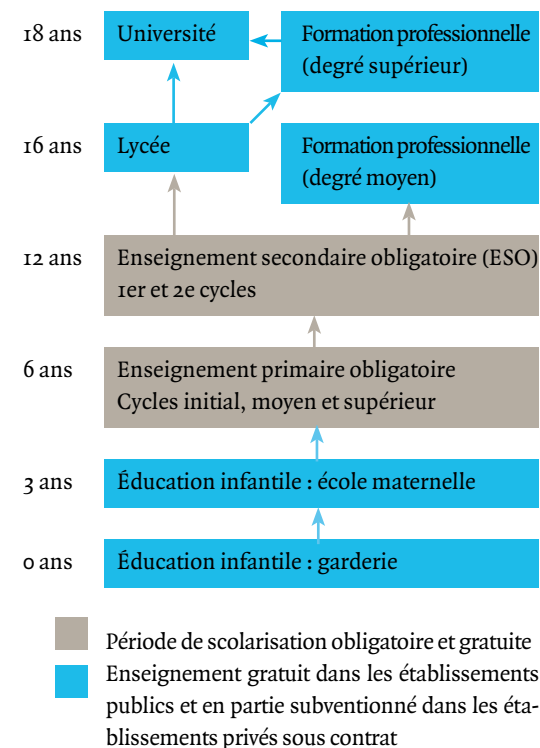 18 ans Université Formation professionnelle
(degré supérieur)
16 ans Lycée Formation professionnelle
(degré moyen)
12 ans Enseignement secondaire obligatoire (ESO)
1er et 2e cycles
6 ans Enseignement primaire obligatoire
Cycles initial, moyen et supérieur
3 ans Éducation infantile : école maternelle
0 ans Éducation infantile : garderie
Période de scolarisation obligatoire et gratuite
Enseignement gratuit dans les établissements
publics et en partie subventionné dans les éta-
blissements privés sous contrat